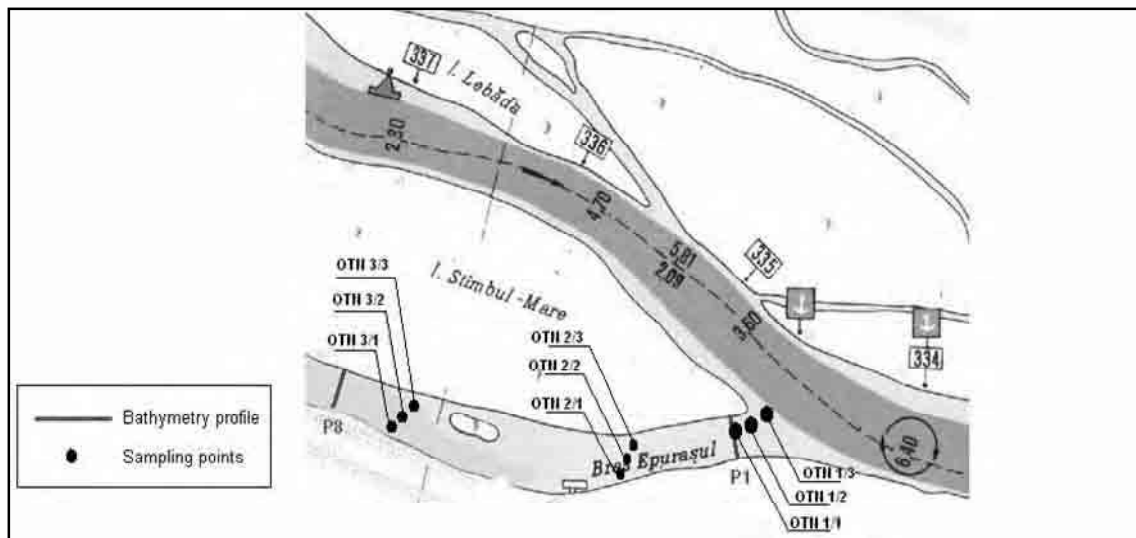 337
I. Lebăda
336
2,80
4,70
5,81
2,09
335
3,60
334
6,40
I. Stimbul-Mare
OTH 3/3
OTH 3/2
OTH 3/1
P8
OTH 2/3
OTH 2/2
OTH 2/1
Braș Epurașul
P1
OTH 1/3
OTH 1/2
OTH 1/1
Bathymetry profile
Sampling points